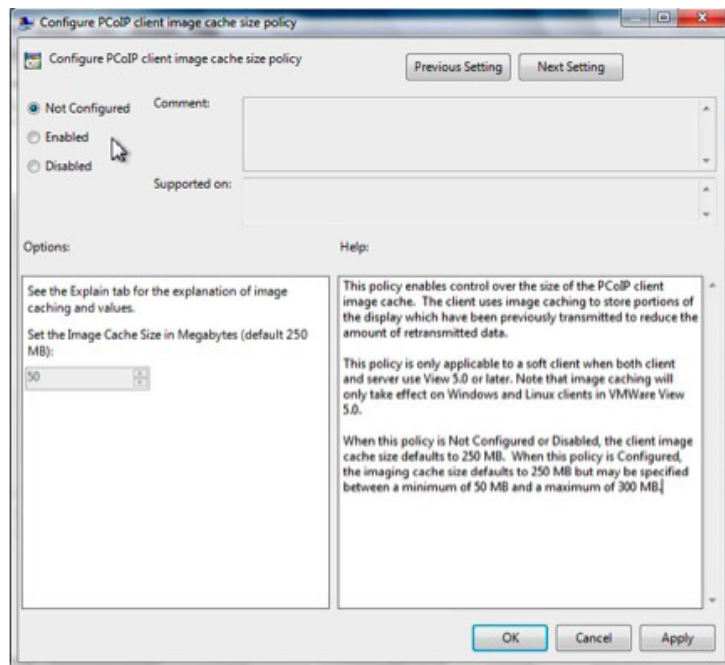 Configure PCoIP client image cache size policy
Configure PCoIP client image cache size policy
Previous Setting
Next Setting
Not Configured
Comment:
Enabled
Disabled
Supported on:
Options:
Help:
See the Explain tab for the explanation of image
caching and values.
Set the Image Cache Size in Megabytes (default 250
MB):
50
This policy enables control over the size of the PCoIP client
image cache. The client uses image caching to store portions of
the display which have been previously transmitted to reduce the
amount of retransmitted data.
This policy is only applicable to a soft client when both client
and server use View 5.0 or later. Note that image caching will
only take effect on Windows and Linux clients in VMWare View
5.0.
When this policy is Not Configured or Disabled, the client image
cache size defaults to 250 MB. When this policy is Configured,
the imaging cache size defaults to 250 MB but may be specified
between a minimum of 50 MB and a maximum of 300 MB.
OK
Cancel
Apply